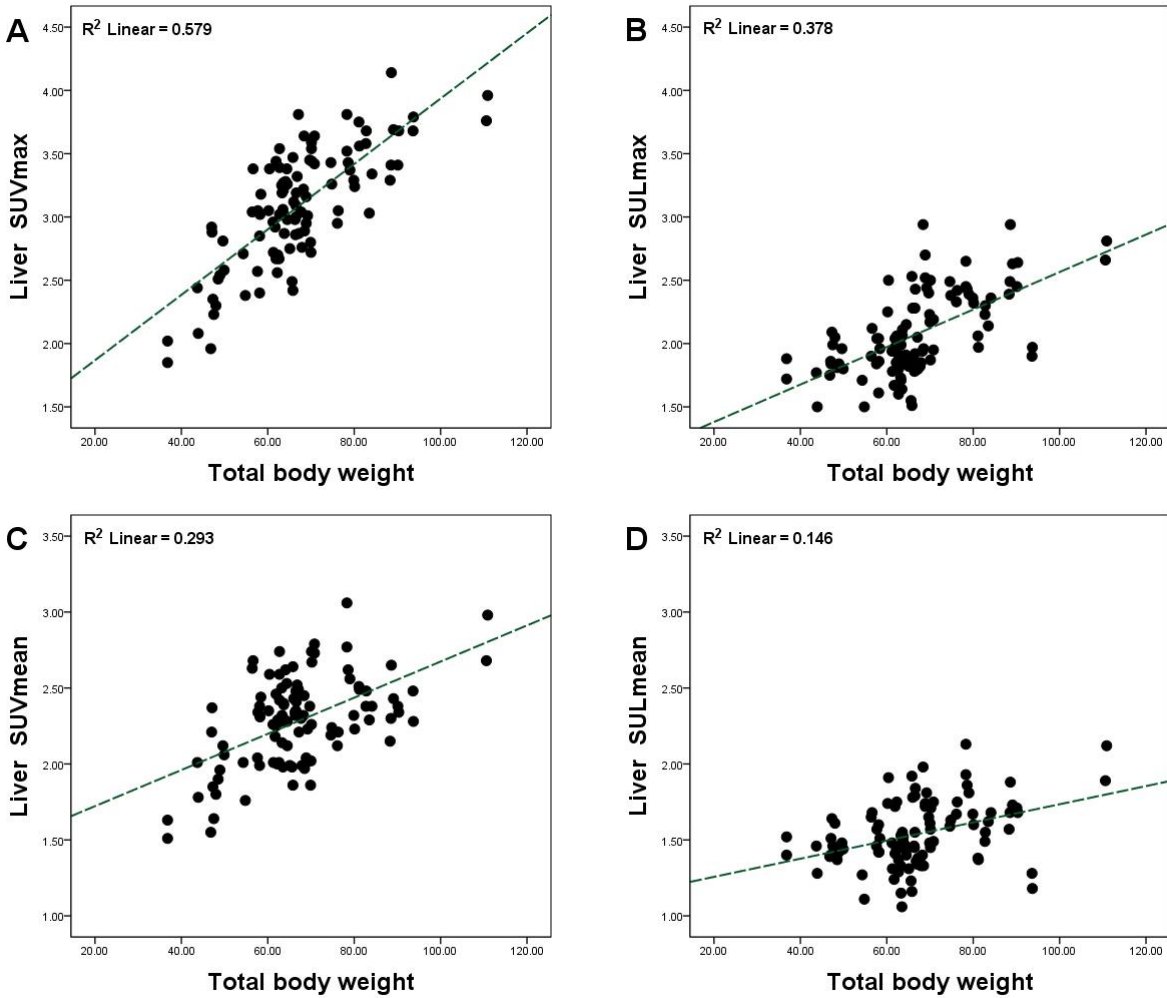 A
R² Linear = 0.579
4.50
4.00
3.50
3.00
2.50
2.00
1.50
Liver SUVmax
20.00 40.00 60.00 80.00 100.00 120.00
Total body weight
B
R² Linear = 0.378
4.50
4.00
3.50
3.00
2.50
2.00
1.50
Liver SULmax
20.00 40.00 60.00 80.00 100.00 120.00
Total body weight
C
R² Linear = 0.293
3.50
3.00
2.50
2.00
1.50
1.00
Liver SUVmean
20.00 40.00 60.00 80.00 100.00 120.00
Total body weight
D
R² Linear = 0.146
3.50
3.00
2.50
2.00
1.50
1.00
Liver SULmean
20.00 40.00 60.00 80.00 100.00 120.00
Total body weight